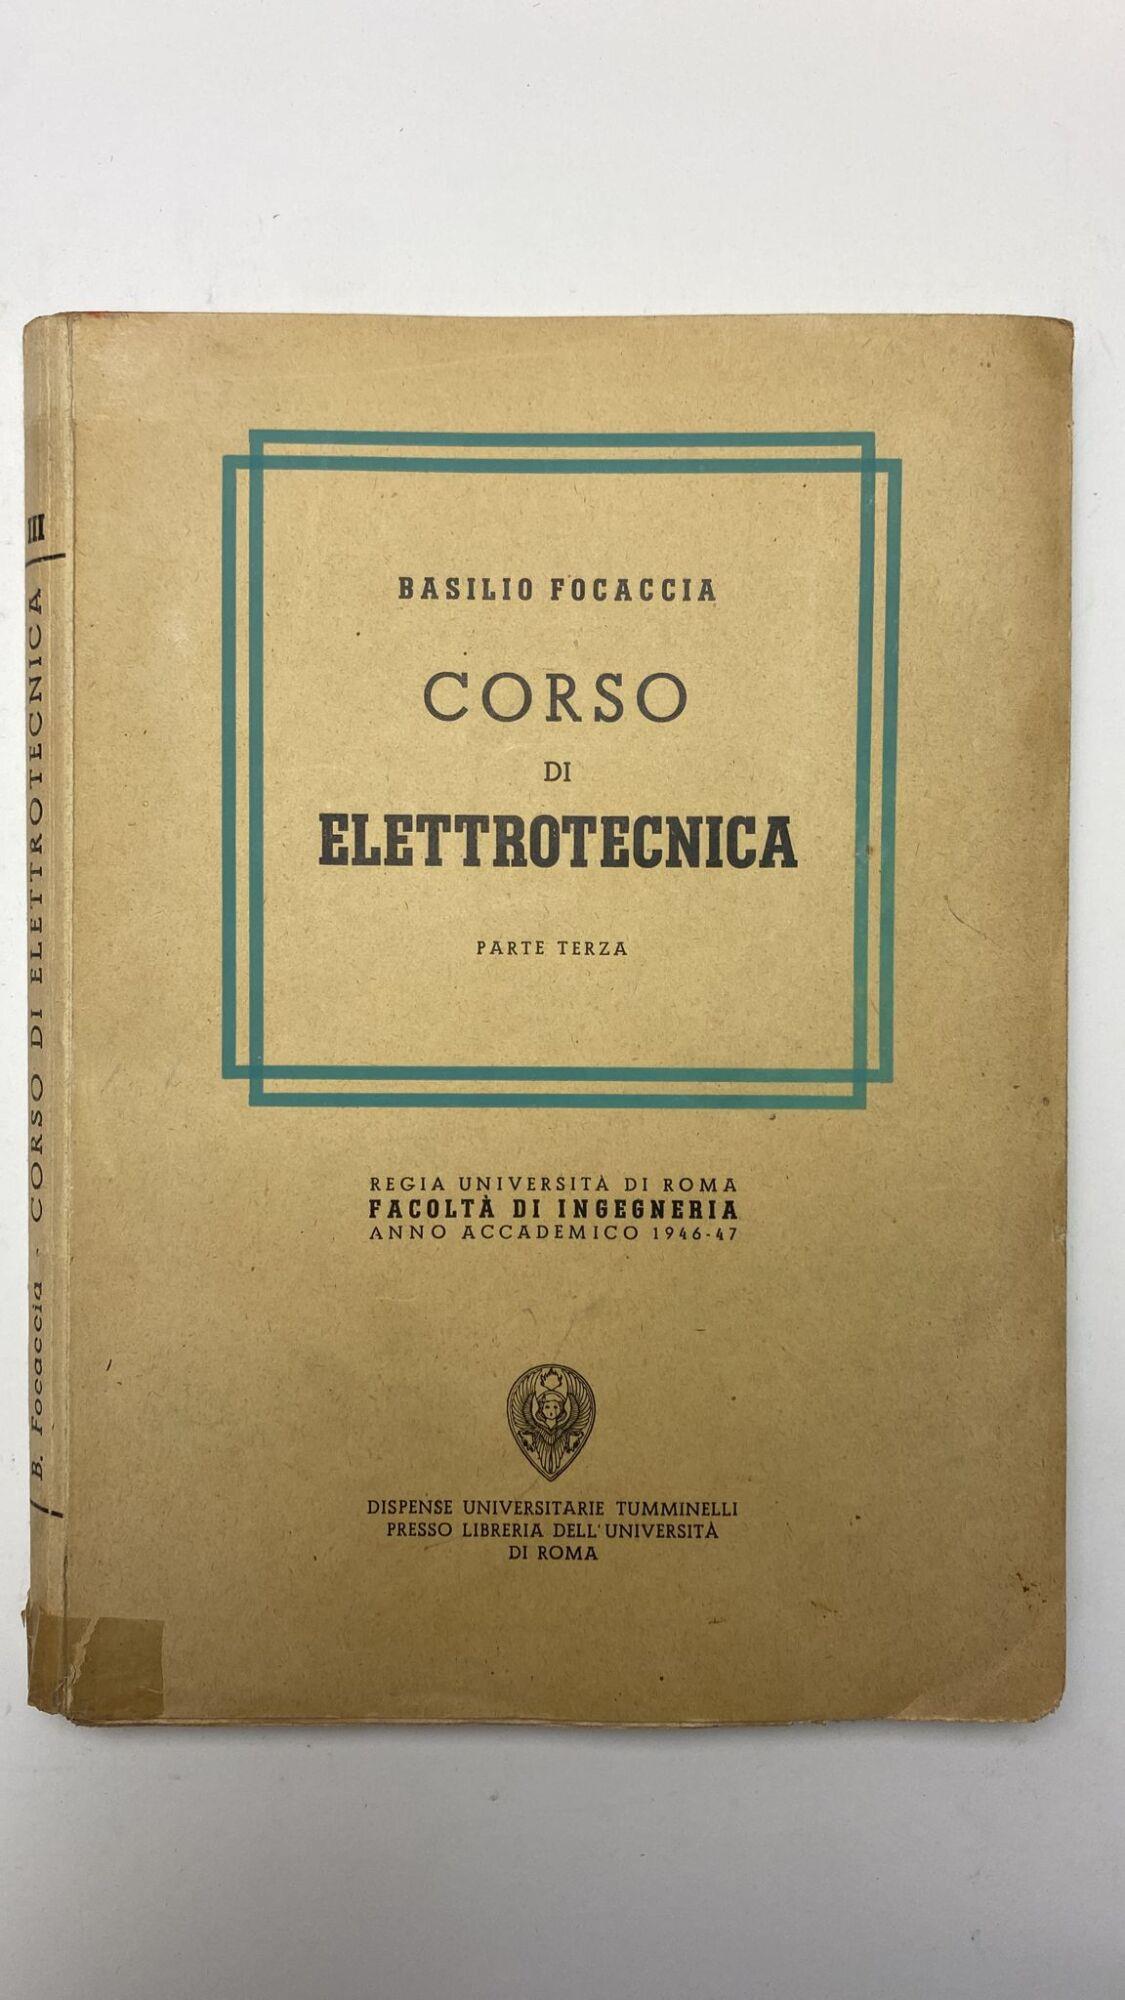 BASILIO FOCACCIA
CORSO
DI
ELETTROTECNICA
PARTE TERZA
REGIA UNIVERSITÀ DI ROMA
FACOLTÀ DI INGEGNERIA
ANNO ACCADEMICO 1946-47
DISPENSE UNIVERSITARIE TUMMINELLI
PRESSO LIBRERIA DELL'UNIVERSITÀ
DI ROMA
B. Focaccia - CORSO DI ELETTROTECNICA III